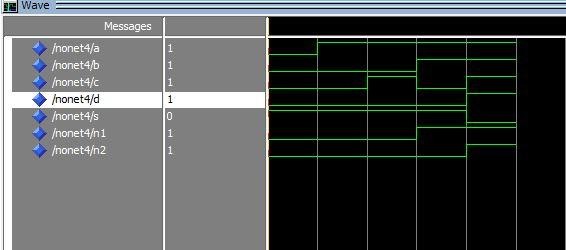 Wave
Messages
/nonet4/a 1
/nonet4/b 1
/nonet4/c 1
/nonet4/d 1
/nonet4/s 0
/nonet4/n1 1
/nonet4/n2 1